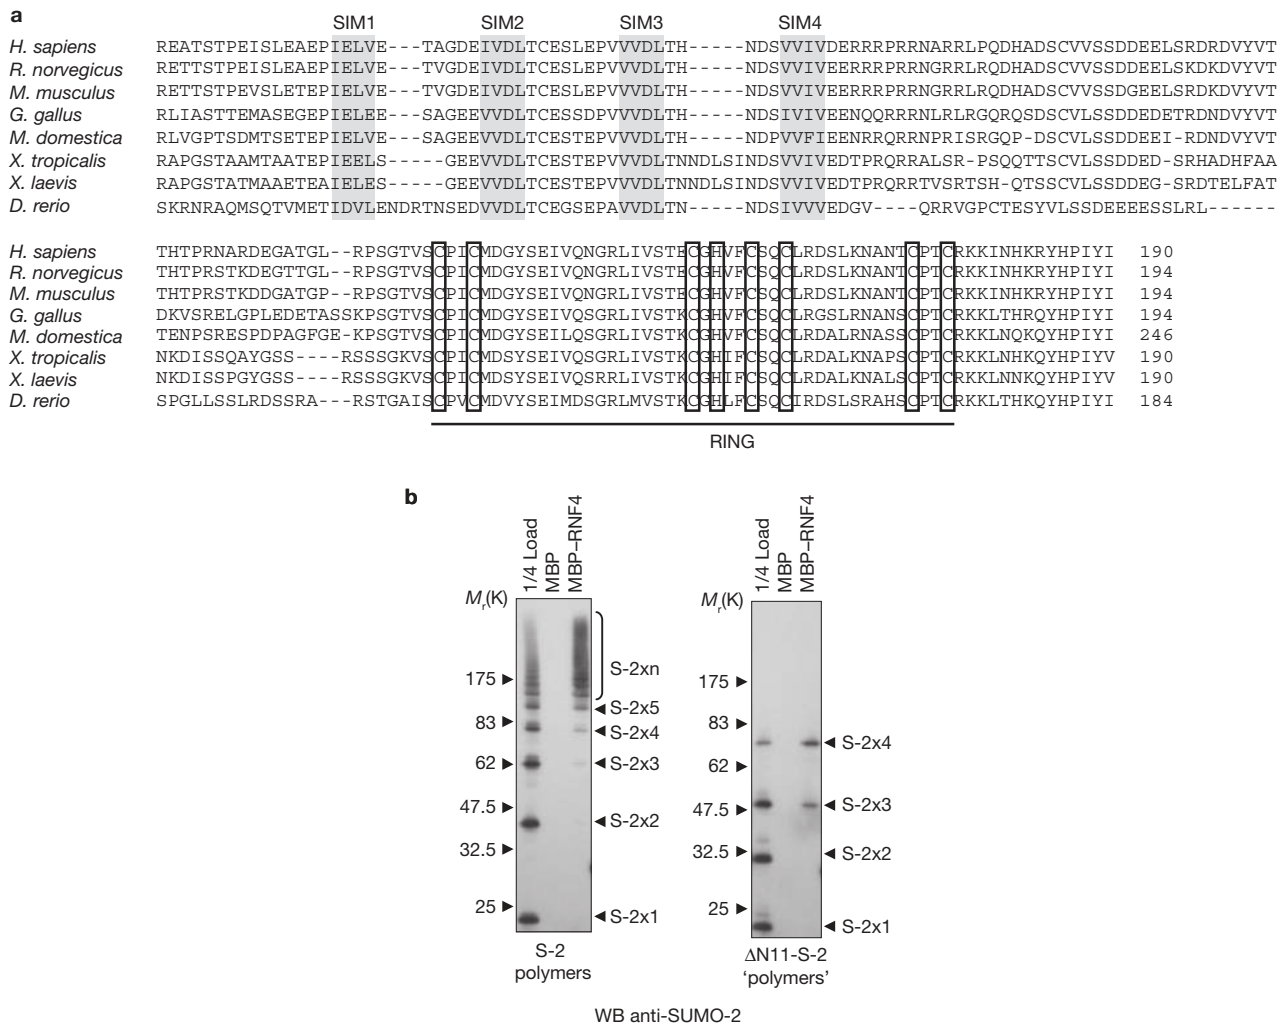 a
SIM1 SIM2 SIM3 SIM4
H. sapiens REATSTPEISLEAEPIELVE---TAGDEIVDLTCESLEPVVVDLTH-----NDSVVIVDERRRPRRNARRLPQDHADSCVVSSDDEELSRDRDVYVT
R. norvegicus RETTSTPEISLEAEPIELVE---TVGDEIVDLTCESLEPVVVDLTH-----NDSVVIVEERRRPRRNGRRLRQDHADSCVVSSDDEELSKDKDVYVT
M. musculus RETTSTPEVSLETEPIELVE---TVGDEIVDLTCESLEPVVVDLTH-----NDSVVIVEERRRPRRNGRRLRQDHADSCVVSSDDEELSRDKDVYVT
G. gallus RLIASTTEMASEGEPIELEE---SAGEEVVDLTCESSDPVVVDLTH-----NDSVVIVEENQQRRRNLRLRGQRQSDSCVLSSDDEDETRDNDVYVT
M. domestica RLVGPTSDMTSETEPIELVE---SAGEEVVDLTCESTEPVVVDLTH-----NDPVVFIEENRRQRRNPRISRGQP-DSCVLSSDDEEI-RDNDVYVT
X. tropicalis RAPGSTAAMTAATEPIEELS-----GEEVVDLTCESTEPVVVDLTNNDLSINDSVVIVEDTPRQRRALSR-PSQQTTSCVLSSDDED-SRHADHFAA
X. laevis RAPGSTATMAAETEAIELES-----GEEVVDLTCESTEPVVVDLTNNDLSINDSVVIVEDTPRQRRTVSRTSH-QTSSCVLSSDDEG-SRDTELFAT
D. rerio SKRNRAQMSQTVMETIDVLENDRTNSEDVVDLTCEGSEPAVVDLTN-----NDSIVVVEDGV----QRRVGPCTESYVLSSDEEEESSLRL------
H. sapiens THTPRNARDEGATGL--RPSGTVSCPICMDGYSEIVQNGRLIVSTECGHVFCSQCLRDSLKNANTCPTCRKKINHKRYHPIYI 190
R. norvegicus THTPRSTKDEGTTGL--RPSGTVSCPICMDGYSEIVQNGRLIVSTECGHVFCSQCLRDSLKNANTCPTCRKKINHKRYHPIYI 194
M. musculus THTPRSTKDDGATGP--RPSGTVSCPICMDGYSEIVQNGRLIVSTECGHVFCSQCLRDSLKNANTCPTCRKKINHKRYHPIYI 194
G. gallus DKVSRELGPLEDETASSKPSGTVSCPICMDGYSEIVQSGRLIVSTKCGHVFCSQCLRGSLRNANSCPTCRKKLTHRQYHPIYI 194
M. domestica TENPSRESPDPAGFGE-KPSGTVSCPICMDGYSEILQSGRLIVSTKCGHVFCSQCLRDALRNASSCPTCRKKLNQKQYHPIYI 246
X. tropicalis NKDISSQAYGSS----RSSSGKVSCPICMDSYSEIVQSGRLIVSTKCGHIFCSQCLRDALKNAPSCPTCRKKLNHKQYHPIYV 190
X. laevis NKDISSPGYGSS----RSSSGKVSCPICMDSYSEIVQSRRLIVSTKCGHIFCSQCLRDALKNALSCPTCRKKLNNKQYHPIYV 190
D. rerio SPGLLSSLRDSSRA---RSTGAISCPVCMDVYSEIMDSGRLMVSTKCGHLFCSQCIRDSLSRAHSCPTCRKKLTHKQYHPIYI 184
RING
b
1/4 Load MBP MBP–RNF4
Mr(K)
175
83
62
47.5
32.5
25
S-2xn
S-2x5
S-2x4
S-2x3
S-2x2
S-2x1
S-2
polymers
1/4 Load MBP MBP–RNF4
Mr(K)
175
83
62
47.5
32.5
25
S-2x4
S-2x3
S-2x2
S-2x1
ΔN11-S-2
‘polymers’
WB anti-SUMO-2